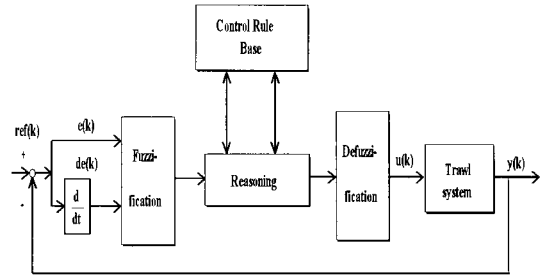 Control Rule
Base
ref(k)
+
-
e(k)
de(k)
d
dt
Fuzzi-
fication
Reasoning
Defuzzi-
fication
u(k)
Trawl
system
y(k)